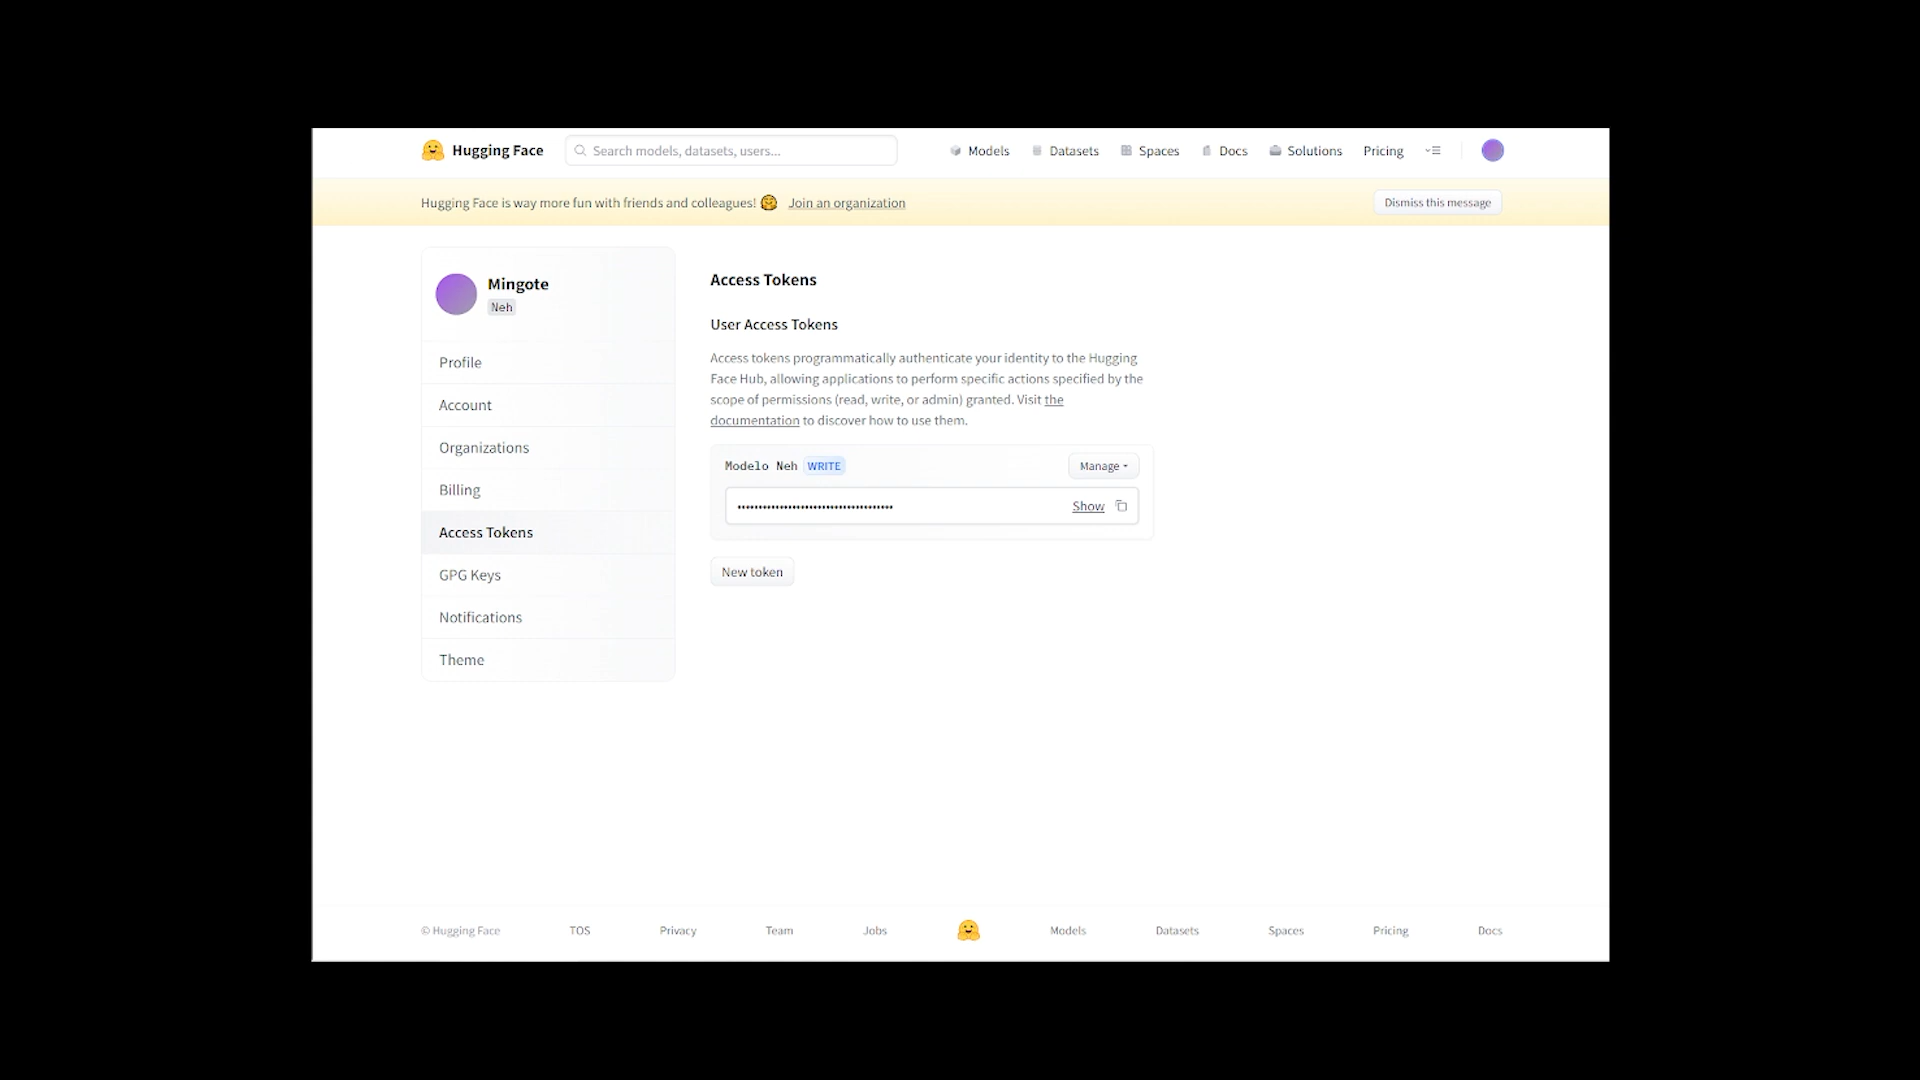 Hugging Face
Search models, datasets, users...
Models
Datasets
Spaces
Docs
Solutions
Pricing
Hugging Face is way more fun with friends and colleagues! 🤗 Join an organization
Dismiss this message
Mingote
Neh
Profile
Account
Organizations
Billing
Access Tokens
GPG Keys
Notifications
Theme
Access Tokens
User Access Tokens
Access tokens programmatically authenticate your identity to the Hugging
Face Hub, allowing applications to perform specific actions specified by the
scope of permissions (read, write, or admin) granted. Visit the
documentation to discover how to use them.
Modelo Neh WRITE
Manage
Show
New token
© Hugging Face
TOS
Privacy
Team
Jobs
Models
Datasets
Spaces
Pricing
Docs